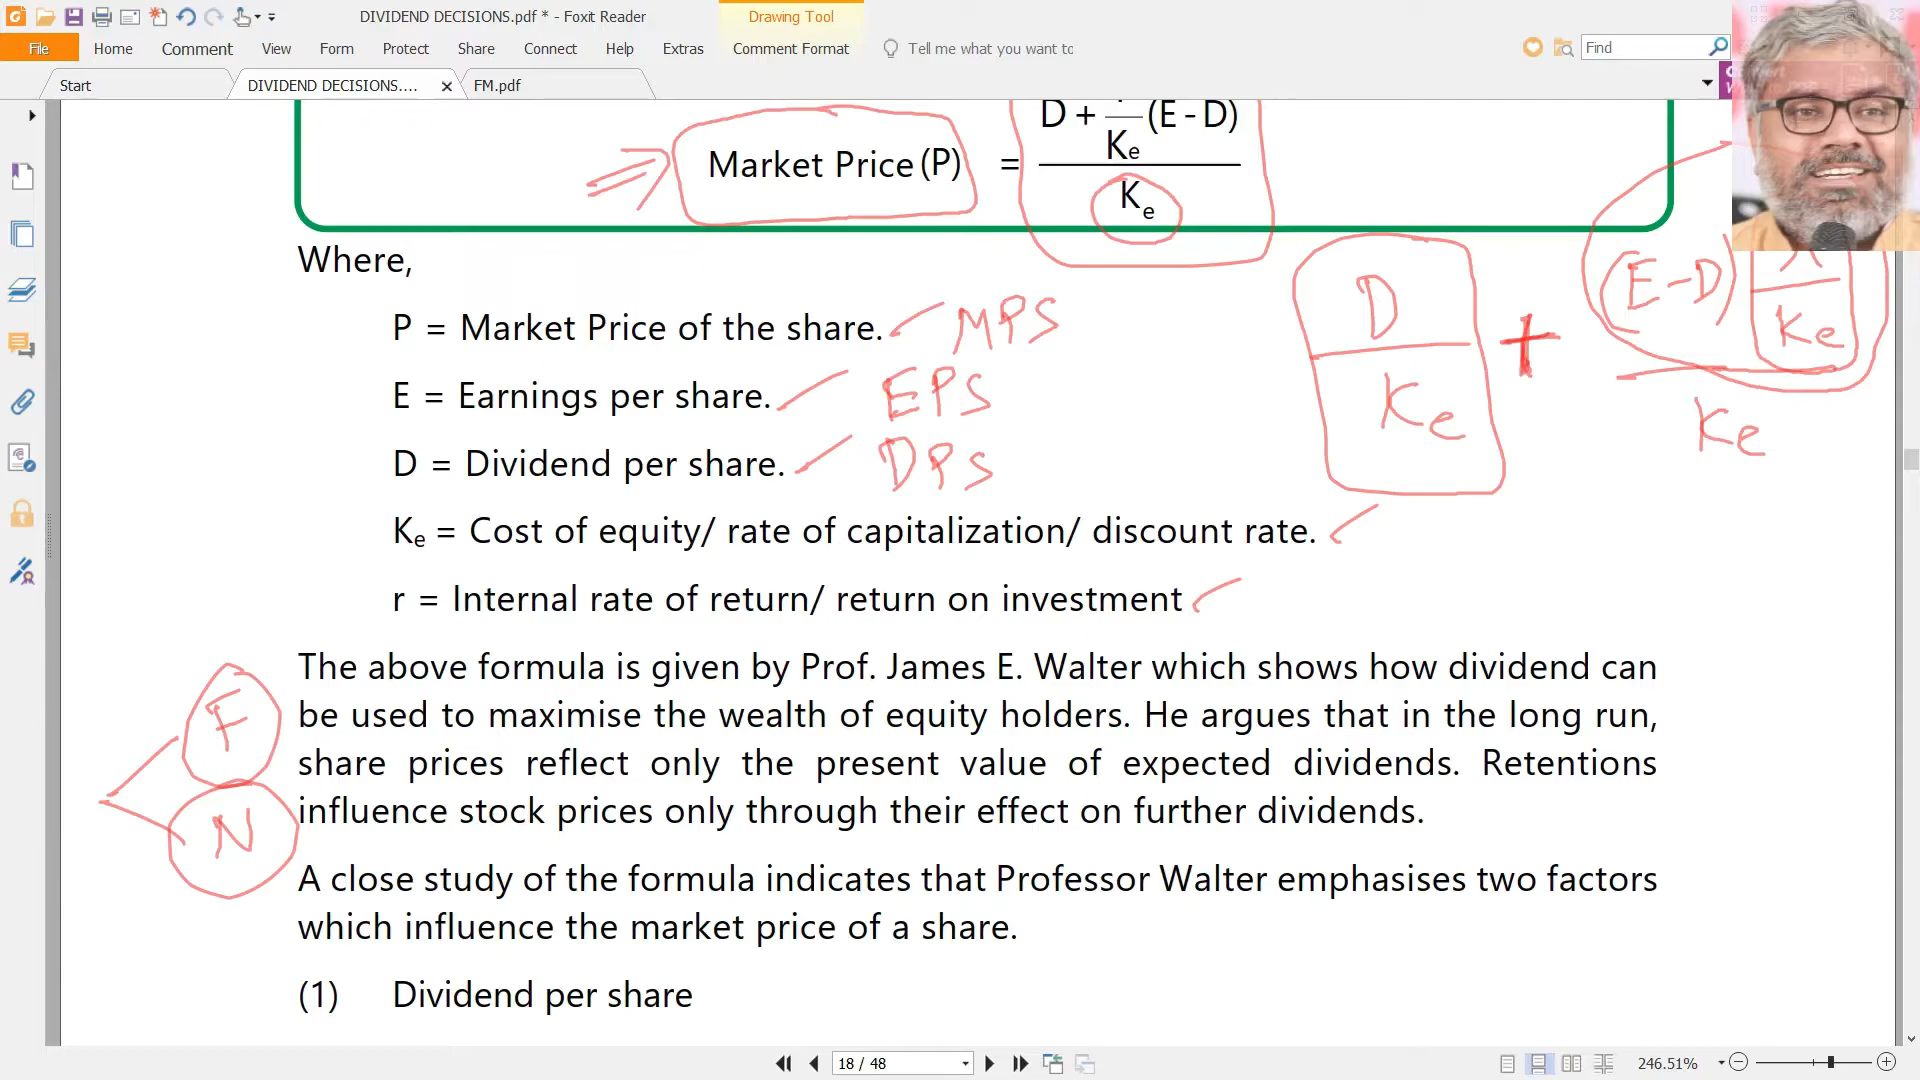 DIVIDEND DECISIONS.pdf * - Foxit Reader
Drawing Tool
File Home Comment View Form Protect Share Connect Help Extras Comment Format Tell me what you want to Find
Start DIVIDEND DECISIONS.... FM.pdf
D + (E - D)
Ke
Market Price (P) =
Ke
Where,
P = Market Price of the share. MPS
E = Earnings per share. EPS
D = Dividend per share. DPS
D + (E-D)
Ke
Ke
Ke
Ke = Cost of equity/ rate of capitalization/ discount rate.
r = Internal rate of return/ return on investment
The above formula is given by Prof. James E. Walter which shows how dividend can
be used to maximise the wealth of equity holders. He argues that in the long run,
share prices reflect only the present value of expected dividends. Retentions
influence stock prices only through their effect on further dividends.
F
N
A close study of the formula indicates that Professor Walter emphasises two factors
which influence the market price of a share.
(1) Dividend per share
18 / 48 246.51%